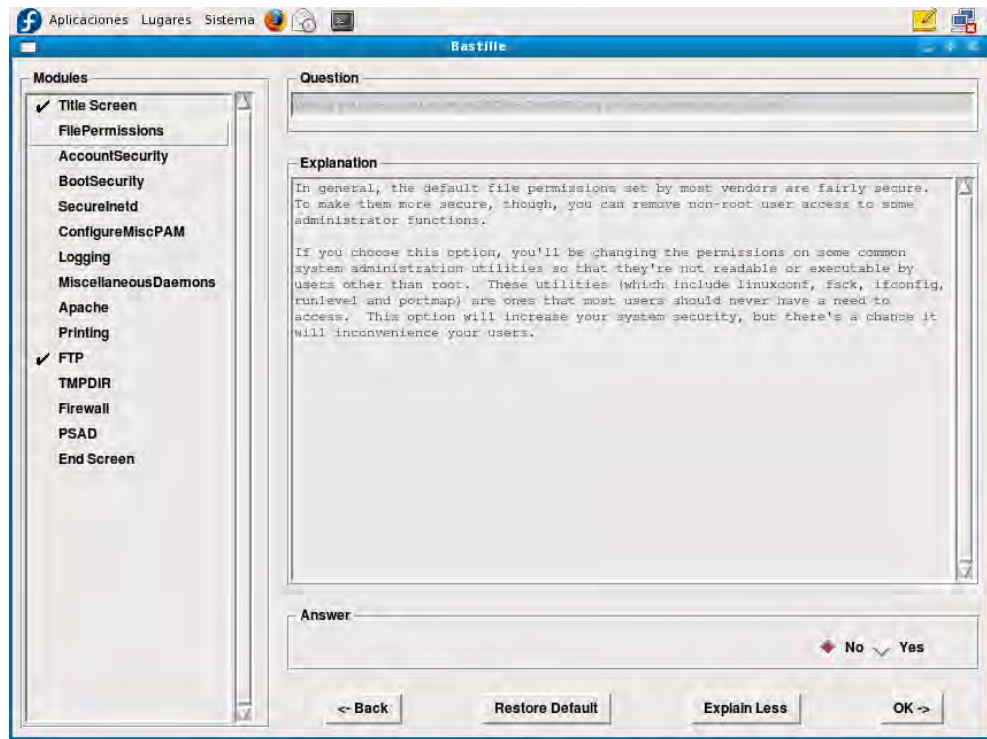 Aplicaciones Lugares Sistema
Bastille
Modules
Title Screen
FilePermissions
AccountSecurity
BootSecurity
SecureInetd
ConfigureMiscPAM
Logging
MiscellaneousDaemons
Apache
Printing
FTP
TMPDIR
Firewall
PSAD
End Screen
Question
Explanation
In general, the default file permissions set by most vendors are fairly secure.
To make them more secure, though, you can remove non-root user access to some
administrator functions.
If you choose this option, you'll be changing the permissions on some common
system administration utilities so that they're not readable or executable by
users other than root. These utilities (which include linuxconf, fsck, ifconfig,
runlevel and portmap) are ones that most users should never have a need to
access. This option will increase your system security, but there's a chance it
will inconvenience your users.
Answer
No Yes
<- Back Restore Default Explain Less OK ->